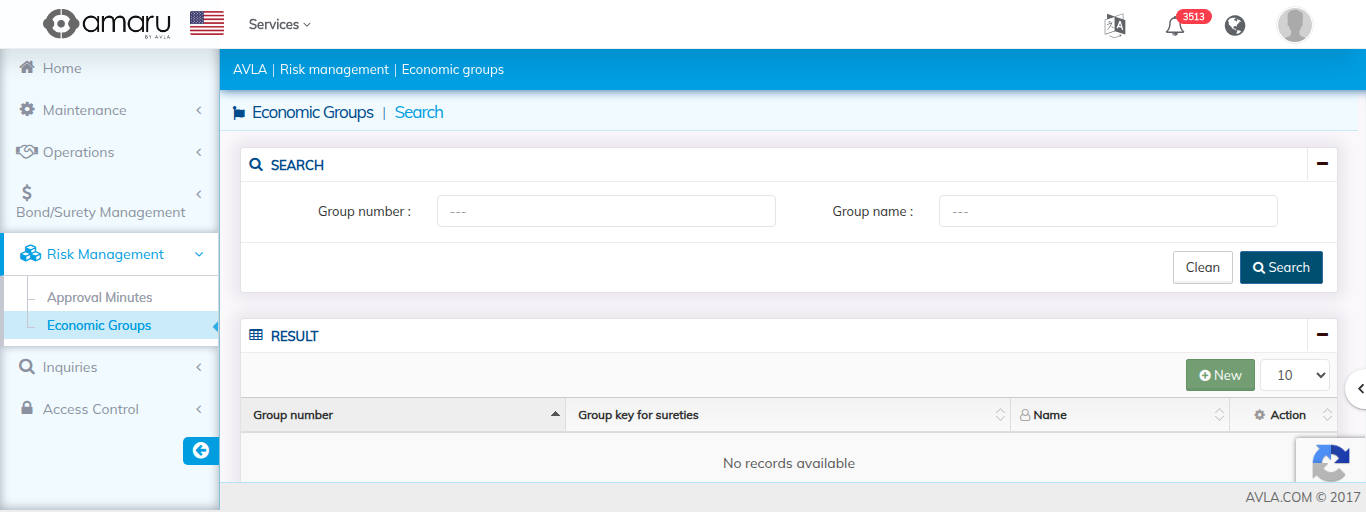 amaru
BY AVLA
Services
3513
Home
Maintenance
Operations
Bond/Surety Management
Risk Management
Approval Minutes
Economic Groups
Inquiries
Access Control
AVLA | Risk management | Economic groups
Economic Groups | Search
SEARCH
Group number : ---
Group name : ---
Clean
Search
RESULT
New
10
Group number
Group key for sureties
Name
Action
No records available
AVLA.COM © 2017